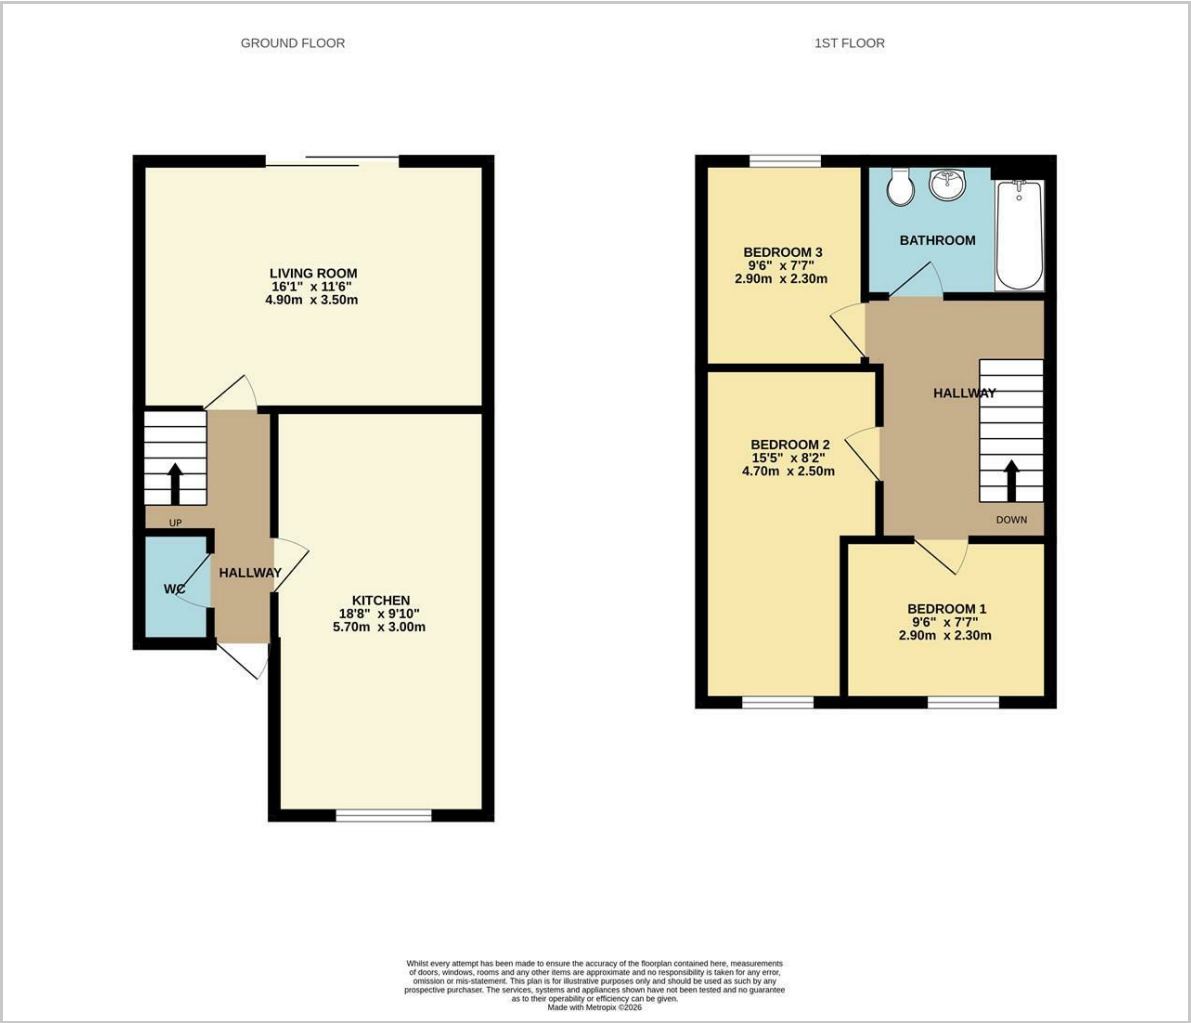 GROUND FLOOR
1ST FLOOR
LIVING ROOM
16'1" x 11'6"
4.90m x 3.50m
UP
WC
HALLWAY
KITCHEN
18'8" x 9'10"
5.70m x 3.00m
BEDROOM 3
9'6" x 7'7"
2.90m x 2.30m
BATHROOM
HALLWAY
BEDROOM 2
15'5" x 8'2"
4.70m x 2.50m
DOWN
BEDROOM 1
9'6" x 7'7"
2.90m x 2.30m
Whilst every attempt has been made to ensure the accuracy of the floorplan contained here, measurements
of doors, windows, rooms and any other items are approximate and no responsibility is taken for any error,
omission or mis-statement. This plan is for illustrative purposes only and should be used as such by any
prospective purchaser. The services, systems and appliances shown have not been tested and no guarantee
as to their operability or efficiency can be given.
Made with Metropix ©2026